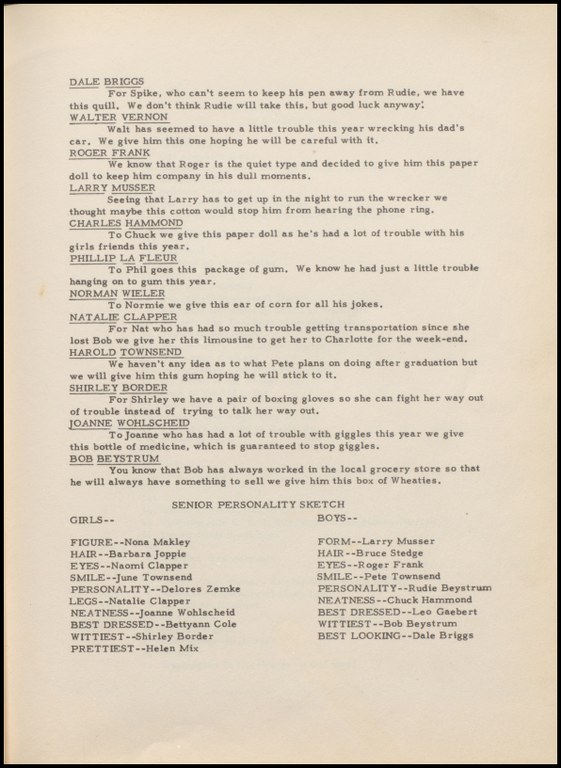 DALE BRIGGS
For Spike, who can't seem to keep his pen away from Rudie, we have
this quill. We don't think Rudie will take this, but good luck anyway!
WALTER VERNON
Walt has seemed to have a little trouble this year wrecking his dad's
car. We give him this one hoping he will be careful with it.
ROGER FRANK
We know that Roger is the quiet type and decided to give him this paper
doll to keep him company in his dull moments.
LARRY MUSSER
Seeing that Larry has to get up in the night to run the wrecker we
thought maybe this cotton would stop him from hearing the phone ring.
CHARLES HAMMOND
To Chuck we give this paper doll as he's had a lot of trouble with his
girls friends this year.
PHILLIP LA FLEUR
To Phil goes this package of gum. We know he had just a little trouble
hanging on to gum this year.
NORMAN WIELER
To Normie we give this ear of corn for all his jokes.
NATALIE CLAPPER
For Nat who has had so much trouble getting transportation since she
lost Bob we give her this limousine to get her to Charlotte for the week-end.
HAROLD TOWNSEND
We haven't any idea as to what Pete plans on doing after graduation but
we will give him this gum hoping he will stick to it.
SHIRLEY BORDER
For Shirley we have a pair of boxing gloves so she can fight her way out
of trouble instead of trying to talk her way out.
JOANNE WOHLSCHEID
To Joanne who has had a lot of trouble with giggles this year we give
this bottle of medicine, which is guaranteed to stop giggles.
BOB BEYSTRUM
You know that Bob has always worked in the local grocery store so that
he will always have something to sell we give him this box of Wheaties.
SENIOR PERSONALITY SKETCH
GIRLS--
FIGURE--Nona Makley
HAIR--Barbara Joppie
EYES--Naomi Clapper
SMILE--June Townsend
PERSONALITY--Delores Zemke
LEGS--Natalie Clapper
NEATNESS--Joanne Wohlscheid
BEST DRESSED--Bettyann Cole
WITTIEST--Shirley Border
PRETTIEST--Helen Mix
BOYS--
FORM--Larry Musser
HAIR--Bruce Stedge
EYES--Roger Frank
SMILE--Pete Townsend
PERSONALITY--Rudie Beystrum
NEATNESS--Chuck Hammond
BEST DRESSED--Leo Gaebert
WITTIEST--Bob Beystrum
BEST LOOKING--Dale Briggs